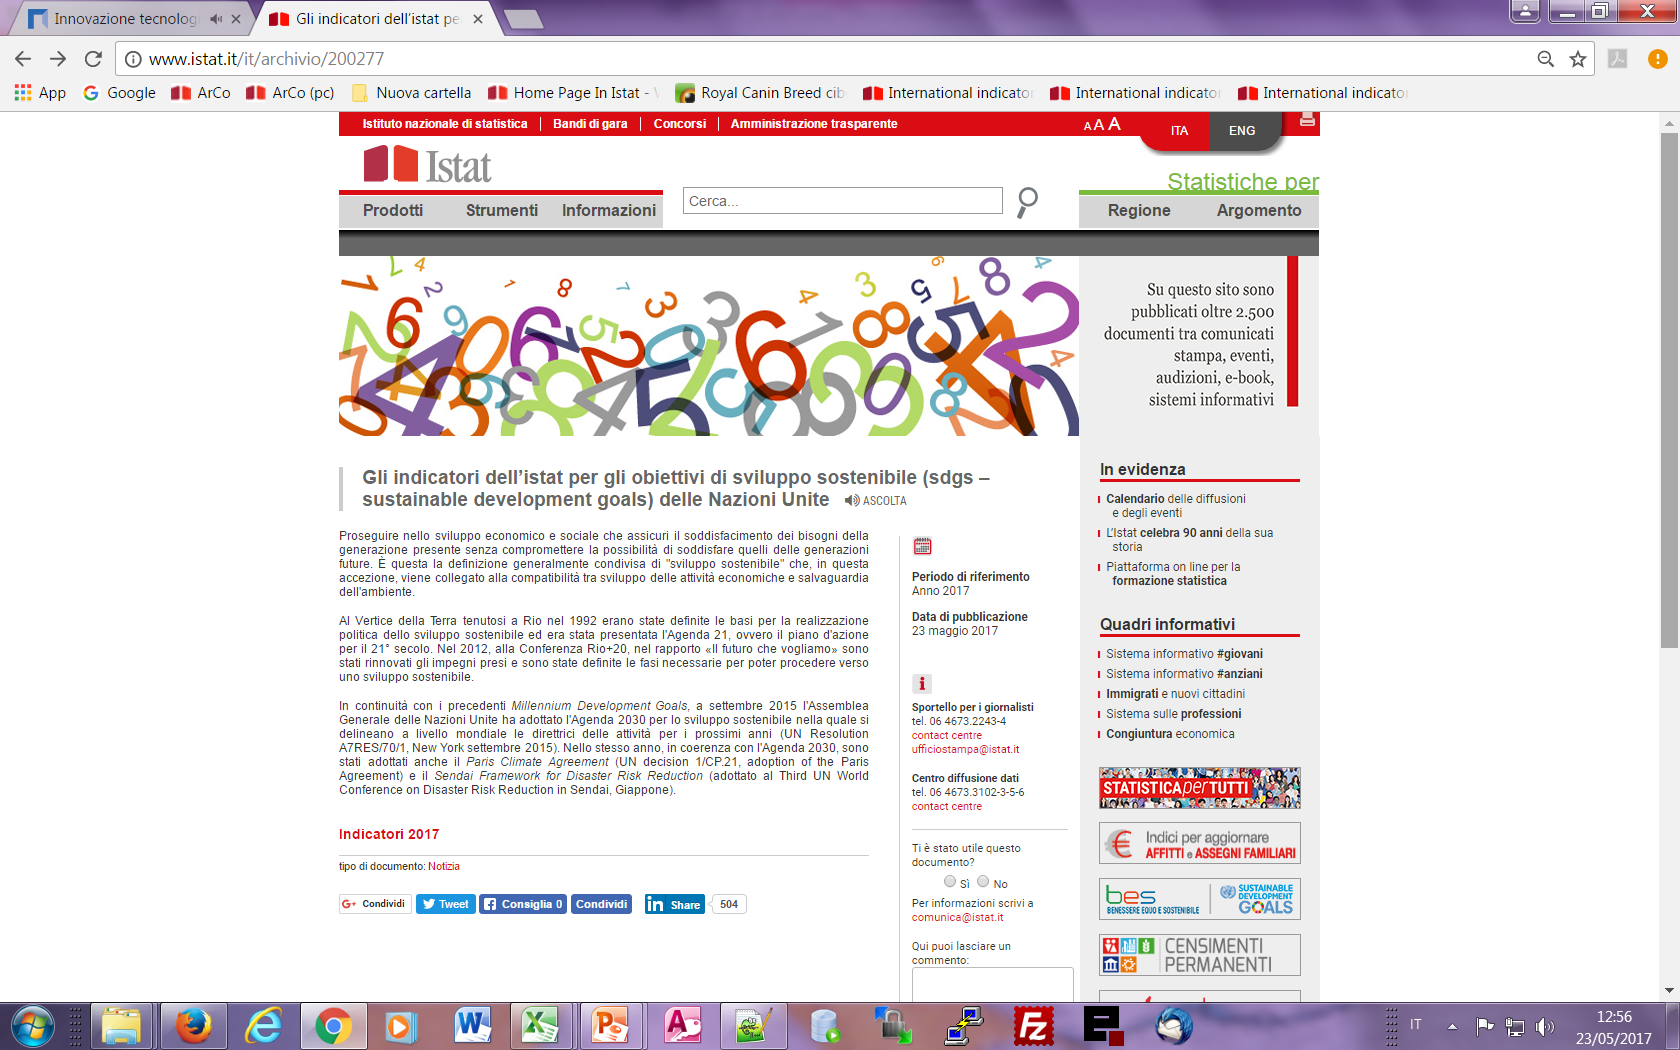 Innovazione tecnolog
Gli indicatori dell'istat pe
www.istat.it/it/archivio/200277
App
Google
ArCo
ArCo (pc)
Nuova cartella
Home Page In Istat -
Royal Canin Breed cib
International indicator
International indicator
International indicator
Istituto nazionale di statistica
Bandi di gara
Concorsi
Amministrazione trasparente
A A A
ITA
ENG
Istat
Statistiche per
Prodotti
Strumenti
Informazioni
Cerca...
Regione
Argomento
Su questo sito sono
pubblicati oltre 2.500
documenti tra comunicati
stampa, eventi,
audizioni, e-book,
sistemi informativi
Gli indicatori dell'istat per gli obiettivi di sviluppo sostenibile (sdgs –
sustainable development goals) delle Nazioni Unite
ASCOLTA
Proseguire nello sviluppo economico e sociale che assicuri il soddisfacimento dei bisogni della
generazione presente senza compromettere la possibilità di soddisfare quelli delle generazioni
future. È questa la definizione generalmente condivisa di "sviluppo sostenibile" che, in questa
accezione, viene collegato alla compatibilità tra sviluppo delle attività economiche e salvaguardia
dell'ambiente.
Al Vertice della Terra tenutosi a Rio nel 1992 erano state definite le basi per la realizzazione
politica dello sviluppo sostenibile ed era stata presentata l'Agenda 21, ovvero il piano d'azione
per il 21° secolo. Nel 2012, alla Conferenza Rio+20, nel rapporto «Il futuro che vogliamo» sono
stati rinnovati gli impegni presi e sono state definite le fasi necessarie per poter procedere verso
uno sviluppo sostenibile.
In continuità con i precedenti Millennium Development Goals, a settembre 2015 l'Assemblea
Generale delle Nazioni Unite ha adottato l'Agenda 2030 per lo sviluppo sostenibile nella quale si
delineano a livello mondiale le direttrici delle attività per i prossimi anni (UN Resolution
A7RES/70/1, New York settembre 2015). Nello stesso anno, in coerenza con l'Agenda 2030, sono
stati adottati anche il Paris Climate Agreement (UN decision 1/CP.21, adoption of the Paris
Agreement) e il Sendai Framework for Disaster Risk Reduction (adottato al Third UN World
Conference on Disaster Risk Reduction in Sendai, Giappone).
Indicatori 2017
tipo di documento: Notizia
G+ Condividi
Tweet
Consiglia 0
Condividi
in Share
504
Periodo di riferimento
Anno 2017
Data di pubblicazione
23 maggio 2017
Sportello per i giornalisti
tel. 06 4673.2243-4
contact centre
ufficiostampa@istat.it
Centro diffusione dati
tel. 06 4673.3102-3-5-6
contact centre
Ti è stato utile questo
documento?
Sì No
Per informazioni scrivi a
comunica@istat.it
Qui puoi lasciare un
commento:
In evidenza
Calendario delle diffusioni
e degli eventi
L'Istat celebra 90 anni della sua
storia
Piattaforma on line per la
formazione statistica
Quadri informativi
Sistema informativo #giovani
Sistema informativo #anziani
Immigrati e nuovi cittadini
Sistema sulle professioni
Congiuntura economica
STATISTICA per TUTTI
Indici per aggiornare
AFFITTI e ASSEGNI FAMILIARI
bes
BENESSERE EQUO E SOSTENIBILE
SUSTAINABLE
DEVELOPMENT
GOALS
CENSIMENTI
PERMANENTI
IT
12:56
23/05/2017